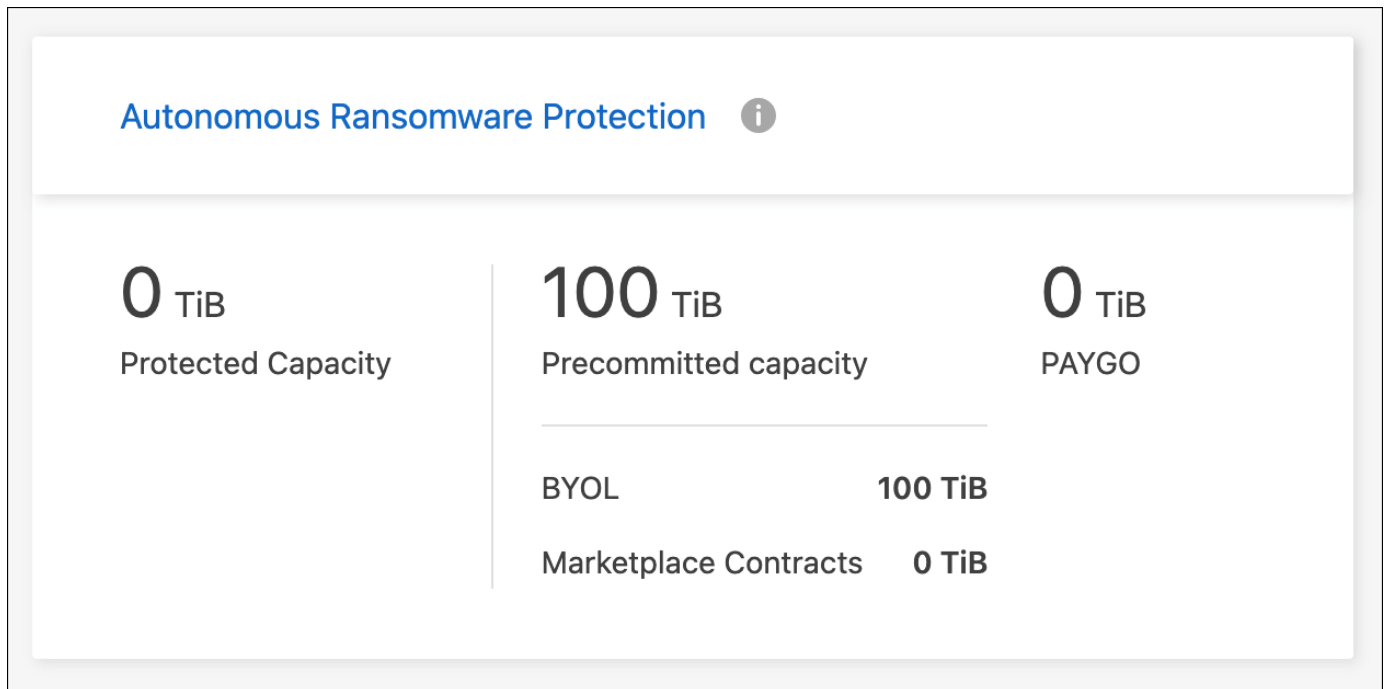 Autonomous Ransomware Protection
0 TiB
Protected Capacity
100 TiB
Precommitted capacity
BYOL 100 TiB
Marketplace Contracts 0 TiB
0 TiB
PAYGO